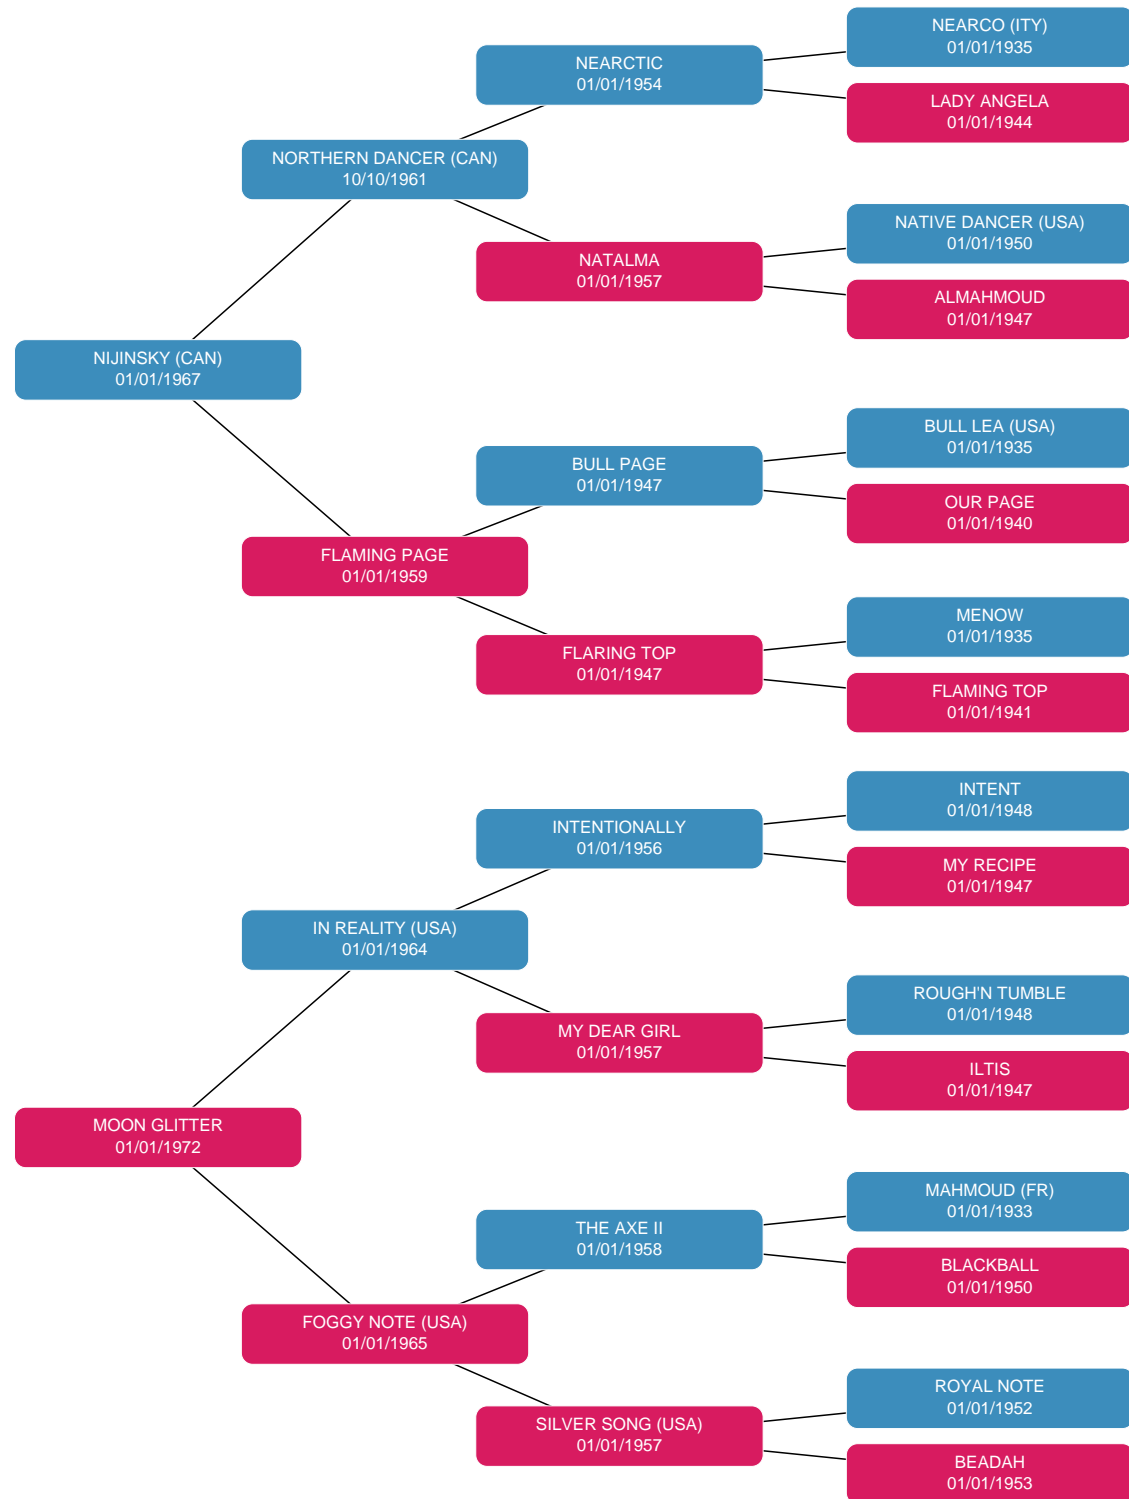 NEARCO (ITY)
01/01/1935
NEARCTIC
01/01/1954
LADY ANGELA
01/01/1944
NORTHERN DANCER (CAN)
10/10/1961
NATIVE DANCER (USA)
01/01/1950
NATALMA
01/01/1957
ALMAHMOUD
01/01/1947
NIJINSKY (CAN)
01/01/1967
BULL LEA (USA)
01/01/1935
BULL PAGE
01/01/1947
OUR PAGE
01/01/1940
FLAMING PAGE
01/01/1959
MENOW
01/01/1935
FLARING TOP
01/01/1947
FLAMING TOP
01/01/1941
INTENT
01/01/1948
INTENTIONALLY
01/01/1956
MY RECIPE
01/01/1947
IN REALITY (USA)
01/01/1964
ROUGH'N TUMBLE
01/01/1948
MY DEAR GIRL
01/01/1957
ILTIS
01/01/1947
MOON GLITTER
01/01/1972
MAHMOUD (FR)
01/01/1933
THE AXE II
01/01/1958
BLACKBALL
01/01/1950
FOGGY NOTE (USA)
01/01/1965
ROYAL NOTE
01/01/1952
SILVER SONG (USA)
01/01/1957
BEADAH
01/01/1953